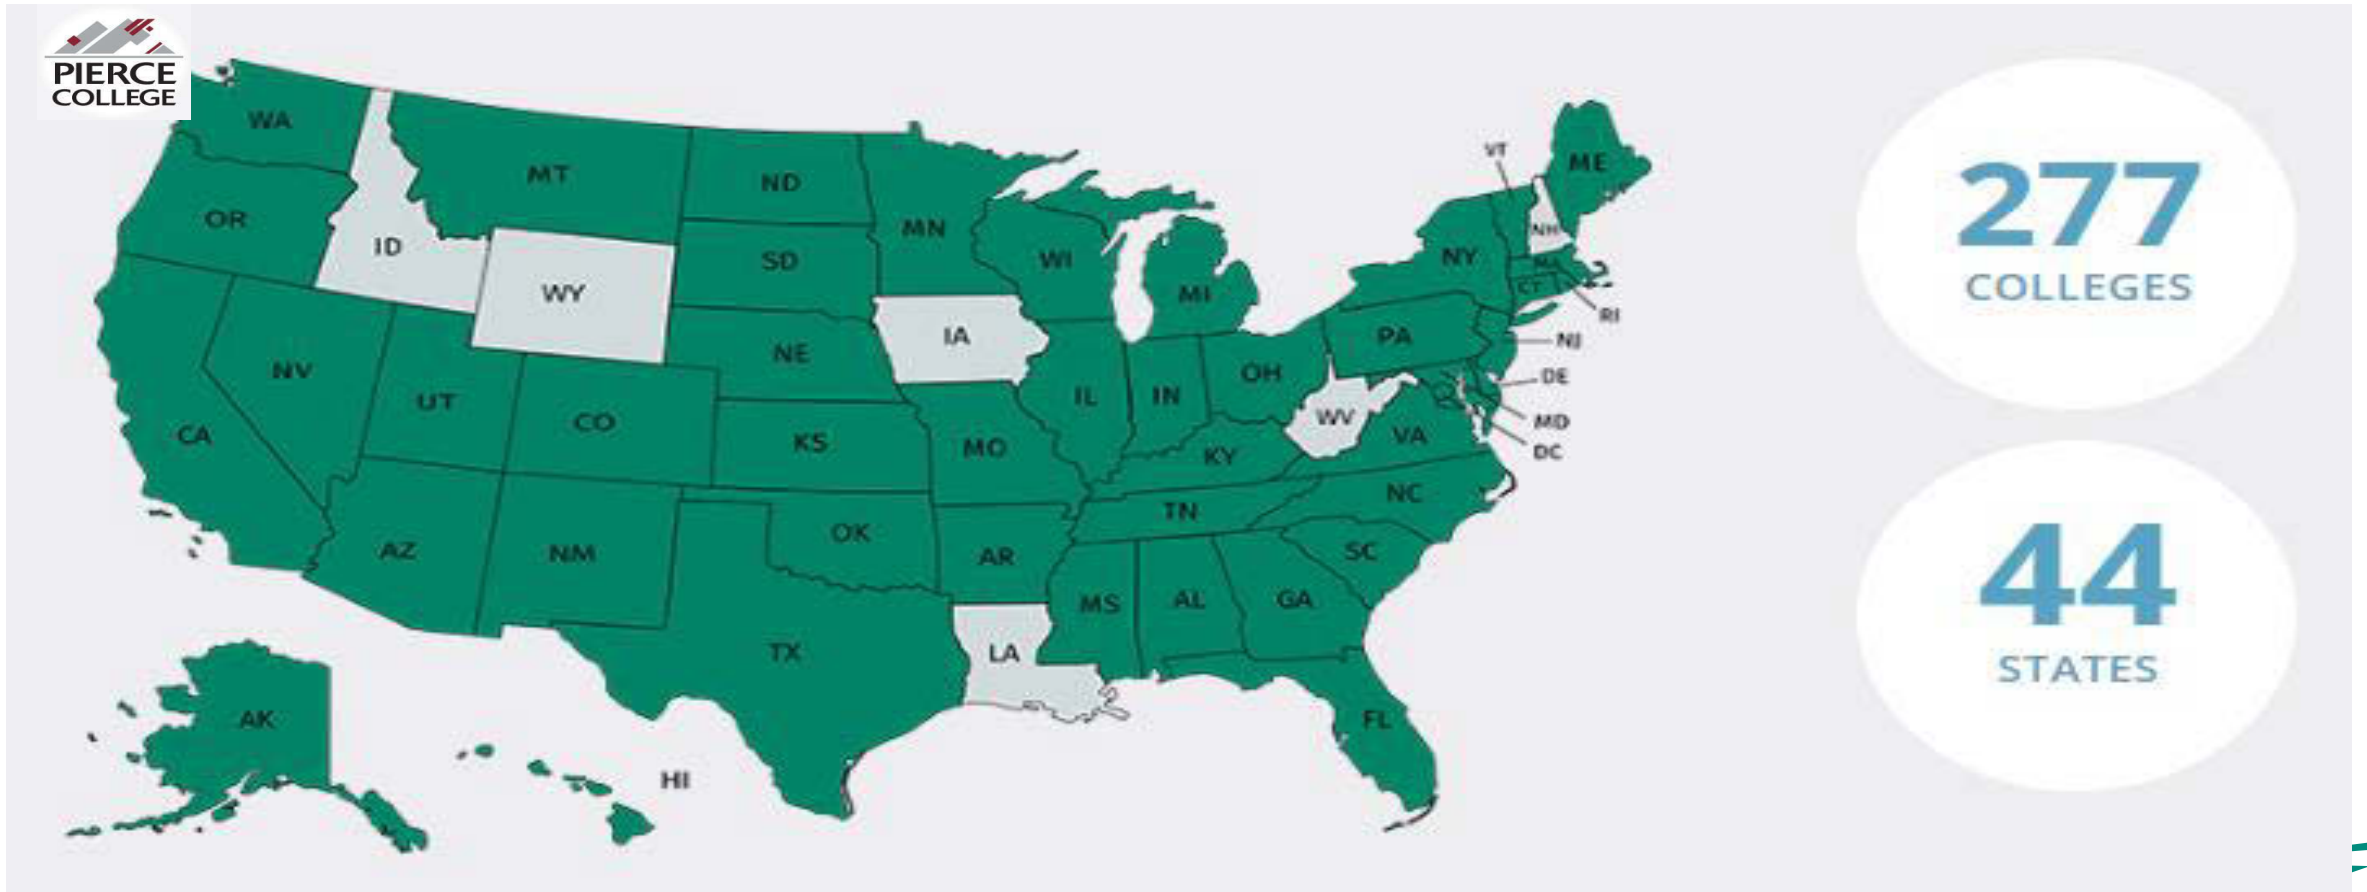 PIERCE
COLLEGE
WA
MT
ND
MN
OR
ID
WY
SD
WI
MI
NY
VT
ME
NH
MA
CT
RI
NJ
PA
DE
MD
DC
IA
NE
NV
UT
CO
CA
KS
MO
IL
IN
OH
WV
VA
KY
NC
TN
AZ
NM
OK
AR
SC
MS
AL
GA
TX
LA
FL
AK
HI
277
COLLEGES
44
STATES